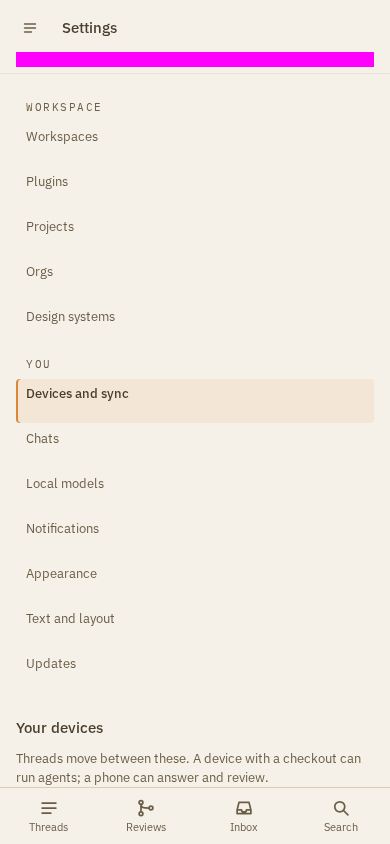 Settings
WORKSPACE
Workspaces
Plugins
Projects
Orgs
Design systems
YOU
Devices and sync
Chats
Local models
Notifications
Appearance
Text and layout
Updates
Your devices
Threads move between these. A device with a checkout can
run agents; a phone can answer and review.
Threads
Reviews
Inbox
Search